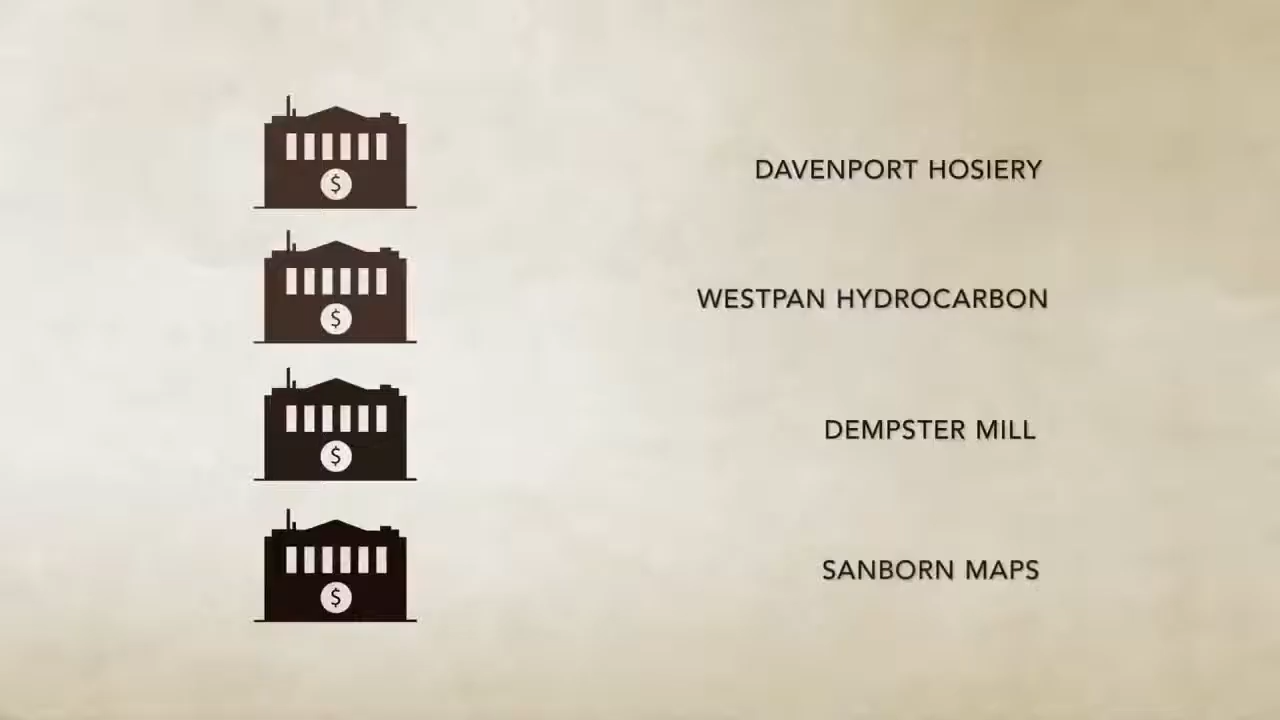 $
DAVENPORT HOSIERY
$
WESTPAN HYDROCARBON
$
DEMPSTER MILL
$
SANBORN MAPS